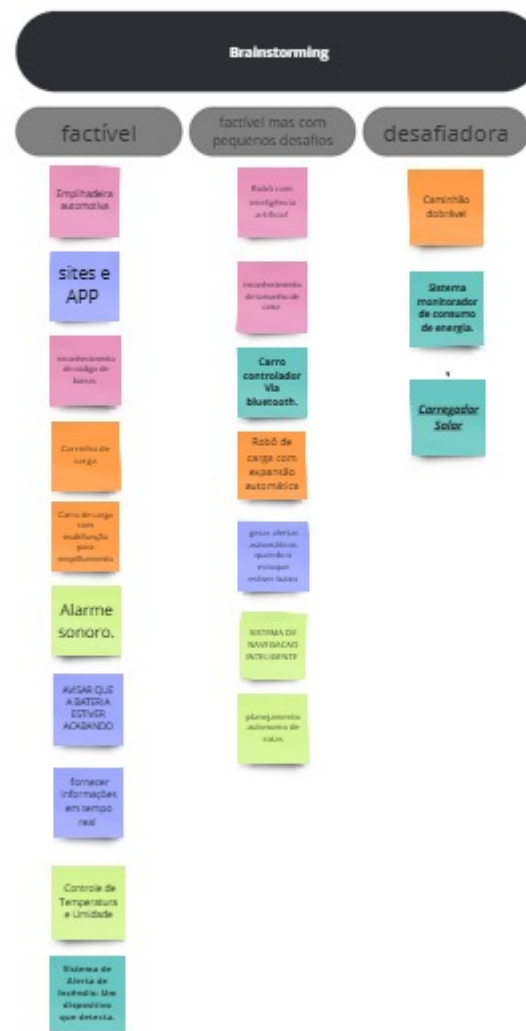 Brainstorming
factível
Empilhadeira
automotiva
sites e
APP
reconhecimento
de código de
barras
Carrinho de
carga
Carro de carga
com
multifunção
para
empilhamento
Alarme
sonoro.
AVISAR QUE
A BATERIA
ESTIVER
ACABANDO
fornecer
informações
em tempo
real
Controle de
Temperatura
e Umidade
Sistema de
Alerta de
Incêndio: Um
dispositivo
que detecta.
factível mas com
pequenos desafios
Robô com
inteligência
artificial
reconhecimento
de tamanho de
caixa
Carro
controlador
Via
bluetooth.
Robô de
carga com
expansão
automática
gerar alertas
automáticos
quando o
estoque
estiver baixo
SISTEMA DE
NAVEGACAO
INTELIGENTE
planejamento
autonomo de
rotas
desafiadora
Caminhão
dobrável
Sistema
monitorador
de consumo
de energia.
Carregador
Solar